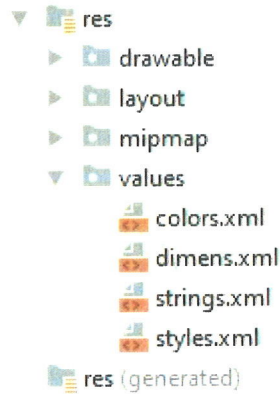 res
drawable
layout
mipmap
values
colors.xml
dimens.xml
strings.xml
styles.xml
res (generated)